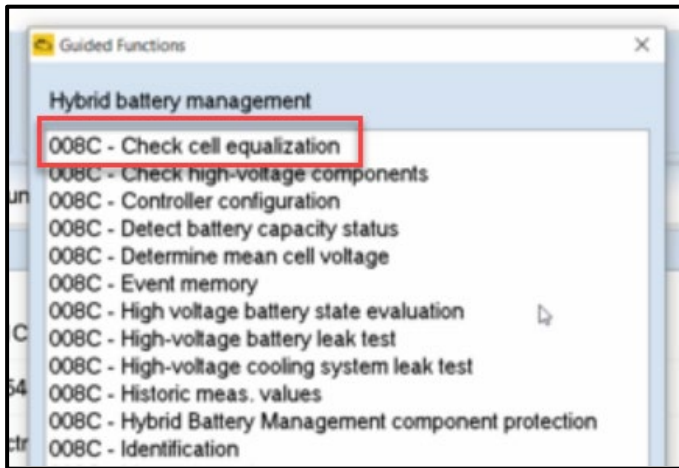 Guided Functions
Hybrid battery management
008C - Check cell equalization
008C - Check high-voltage components
008C - Controller configuration
008C - Detect battery capacity status
008C - Determine mean cell voltage
008C - Event memory
008C - High voltage battery state evaluation
008C - High-voltage battery leak test
008C - High-voltage cooling system leak test
008C - Historic meas. values
008C - Hybrid Battery Management component protection
008C - Identification
un
C
54
ctr